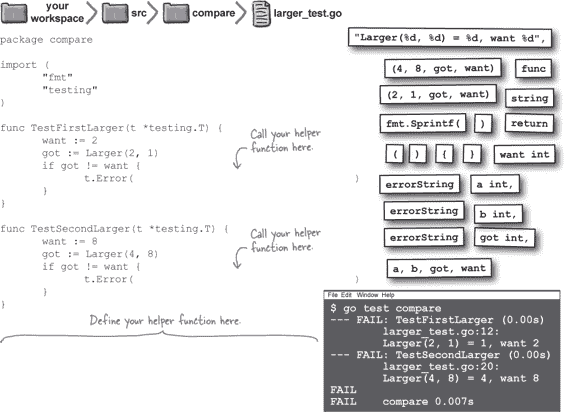 your workspace
src
compare
larger_test.go
package compare
import (
"fmt"
"testing"
)
func TestFirstLarger(t *testing.T) {
want := 2
got := Larger(2, 1)
if got != want {
t.Error(
)
}
}
Call your helper
function here.
func TestSecondLarger(t *testing.T) {
want := 8
got := Larger(4, 8)
if got != want {
t.Error(
)
}
}
Call your helper
function here.
Define your helper function here.
"Larger(%d, %d) = %d, want %d",
(4, 8, got, want)
func
(2, 1, got, want)
string
fmt.Sprintf(
)
return
(
)
{
}
want int
errorString
a int,
errorString
b int,
errorString
got int,
a, b, got, want
File Edit Window Help
$ go test compare
--- FAIL: TestFirstLarger (0.00s)
larger_test.go:12:
Larger(2, 1) = 1, want 2
--- FAIL: TestSecondLarger (0.00s)
larger_test.go:20:
Larger(4, 8) = 4, want 8
FAIL
FAIL compare 0.007s